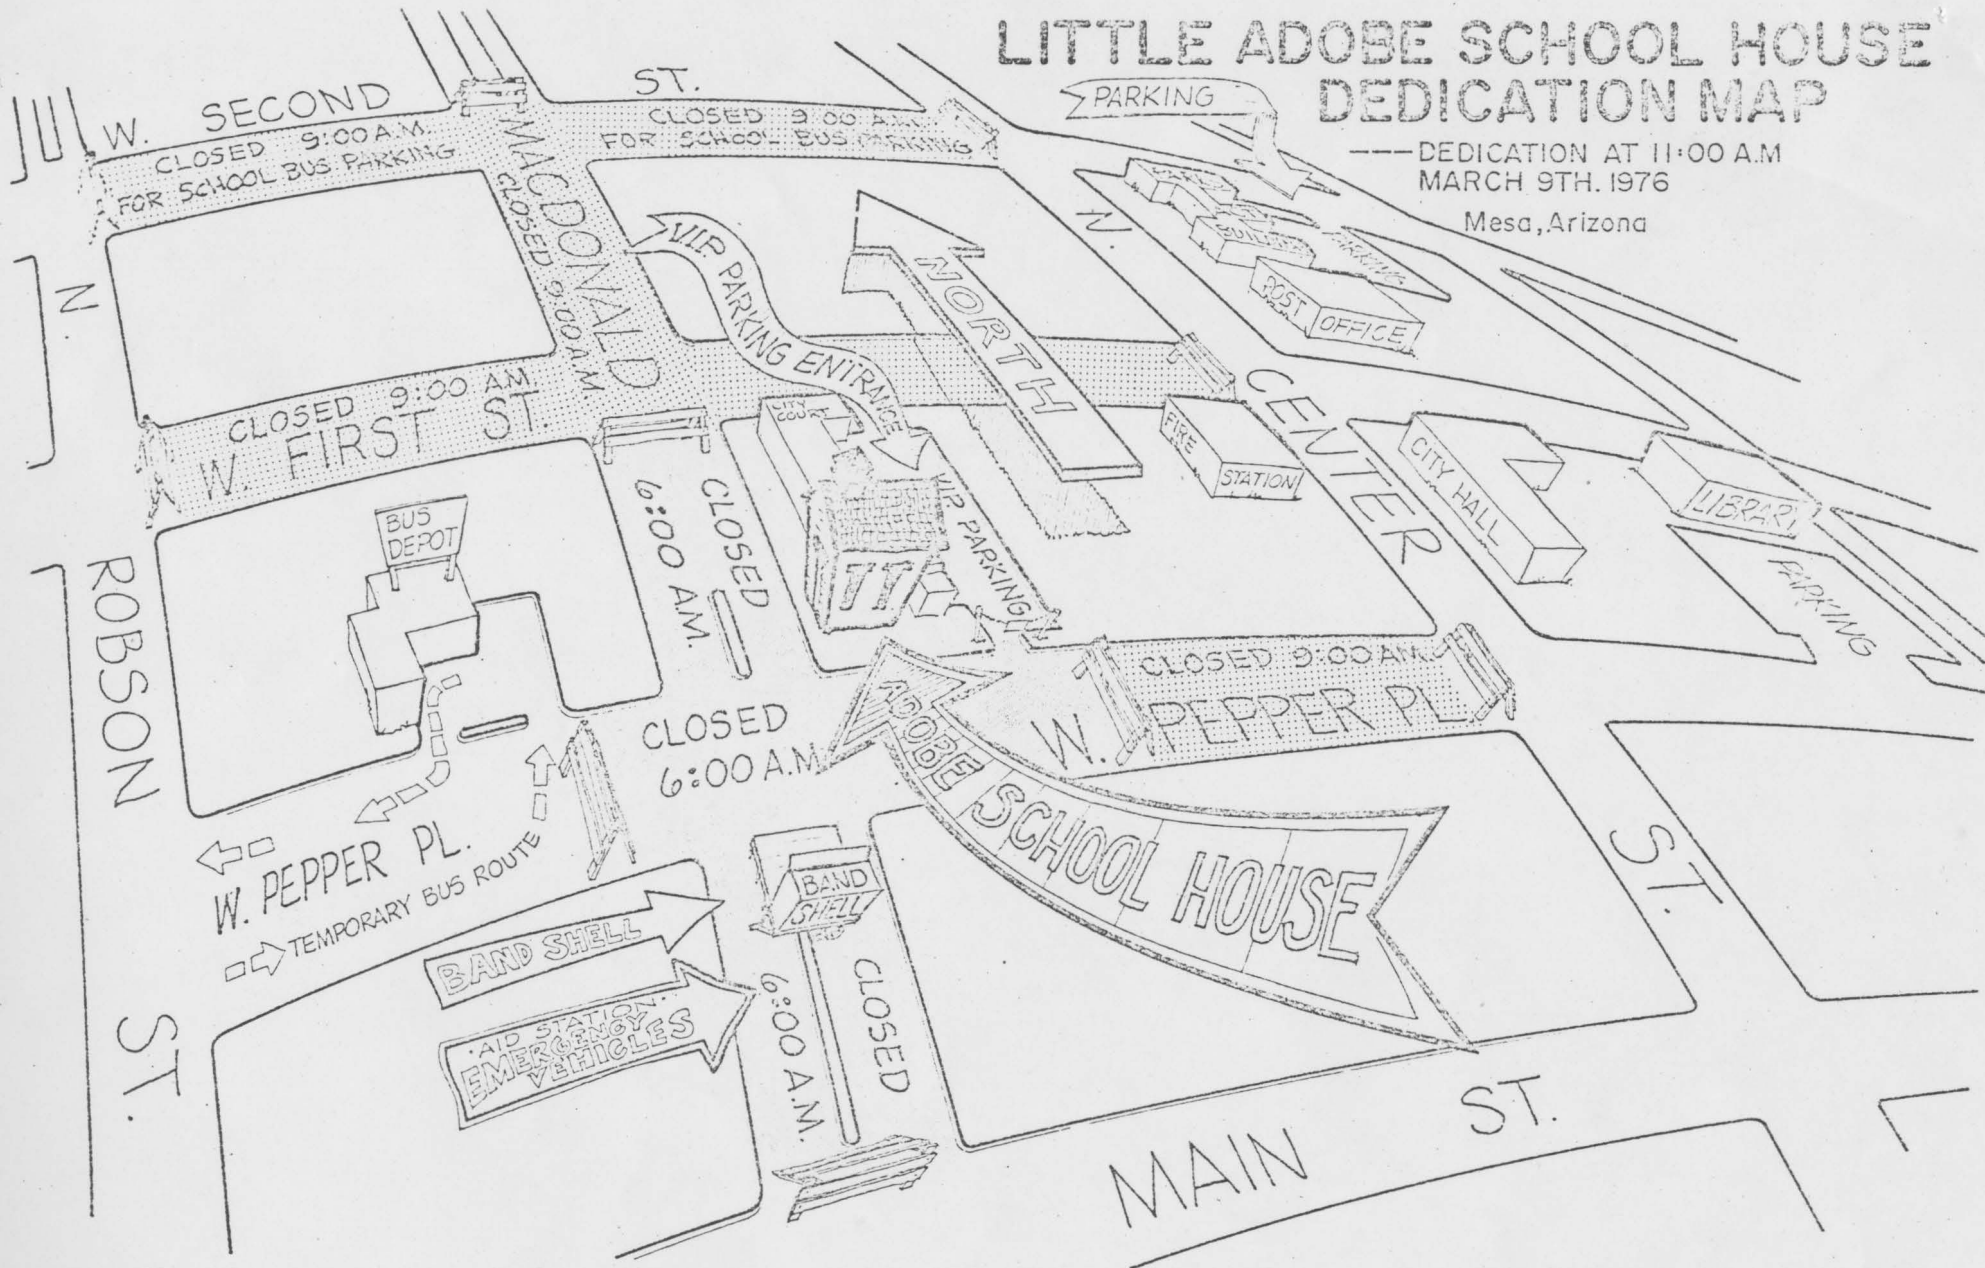 LITTLE ADOBE SCHOOL HOUSE
DEDICATION MAP
---DEDICATION AT 11:00 A.M
MARCH 9TH. 1976
Mesa, Arizona
PARKING
W. SECOND ST.
CLOSED 9:00 A.M.
FOR SCHOOL BUS PARKING
CLOSED 9 00 A.M.
FOR SCHOOL BUS PARKING
MACDONALD
CLOSED 9:00 A.M.
V.I.P. PARKING ENTRANCE
NORTH
N.
BUILDING
PARKING
POST OFFICE
N.
CLOSED 9:00 AM.
W. FIRST ST.
CITY
COURT
FIRE STATION
CENTER
CITY HALL
LIBRARY
PARKING
BUS
DEPOT
6:00 AM.
CLOSED
V.I.P. PARKING
ROBSON
CLOSED
6:00 A.M.
CLOSED 9:00 AM.
W. PEPPER PL.
ADOBE SCHOOL HOUSE
W. PEPPER PL.
TEMPORARY BUS ROUTE
BAND
SHELL
ST.
BAND SHELL
AID STATION
EMERGENCY
VEHICLES
6:00 A.M.
CLOSED
ST.
MAIN ST.